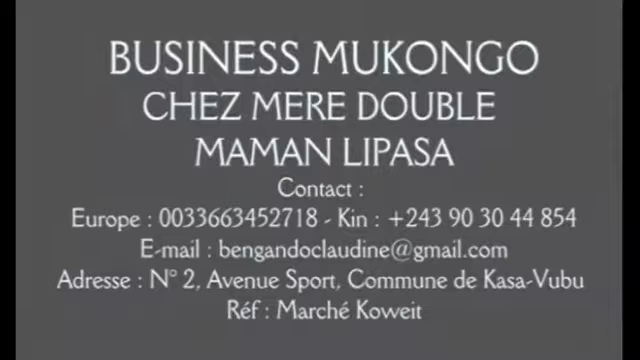 BUSINESS MUKONGO
CHEZ MERE DOUBLE
MAMAN LIPASA
Contact :
Europe : 0033663452718 - Kin : +243 90 30 44 854
E-mail : bengandoclaudine@gmail.com
Adresse : N° 2, Avenue Sport, Commune de Kasa-Vubu
Réf : Marché Koweit